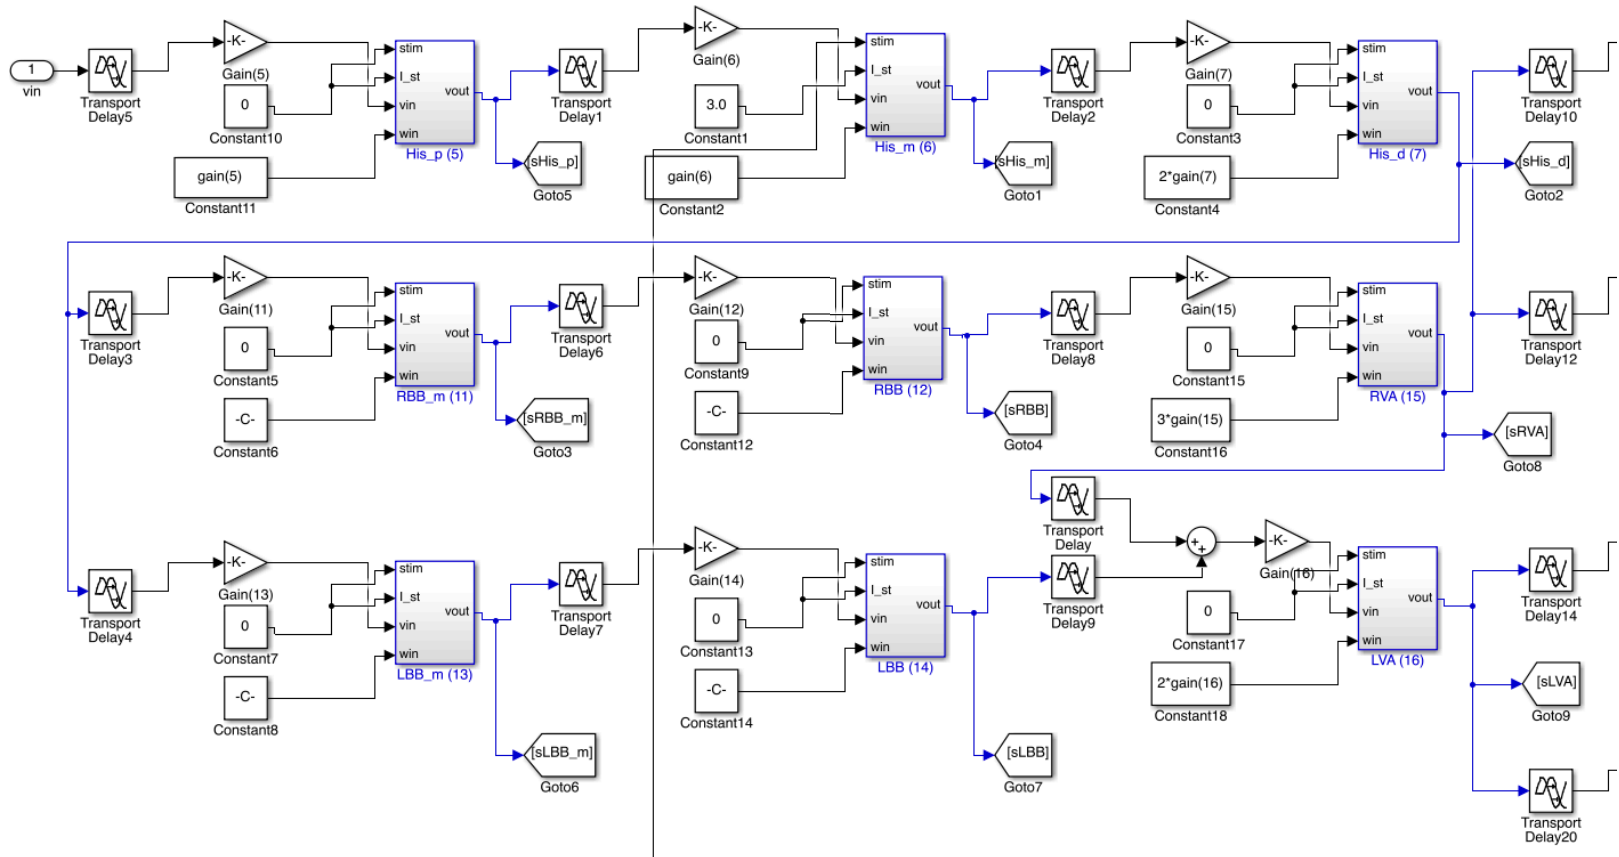 1
vin
Transport
Delay5
-K-
Gain(5)
0
Constant10
gain(5)
Constant11
stim
I_st
vin
win
vout
His_p (5)
[sHis_p]
Goto5
Transport
Delay1
-K-
Gain(6)
3.0
Constant1
gain(6)
Constant2
stim
I_st
vin
win
vout
His_m (6)
[sHis_m]
Goto1
Transport
Delay2
-K-
Gain(7)
0
Constant3
2*gain(7)
Constant4
stim
I_st
vin
win
vout
His_d (7)
Transport
Delay10
[sHis_d]
Goto2
Transport
Delay3
-K-
Gain(11)
0
Constant5
-C-
Constant6
stim
I_st
vin
win
vout
RBB_m (11)
[sRBB_m]
Goto3
Transport
Delay6
-K-
Gain(12)
0
Constant9
-C-
Constant12
stim
I_st
vin
win
vout
RBB (12)
[sRBB]
Goto4
Transport
Delay8
-K-
Gain(15)
0
Constant15
3*gain(15)
Constant16
stim
I_st
vin
win
vout
RVA (15)
Transport
Delay12
[sRVA]
Goto8
Transport
Delay4
-K-
Gain(13)
0
Constant7
-C-
Constant8
stim
I_st
vin
win
vout
LBB_m (13)
[sLBB_m]
Goto6
Transport
Delay7
-K-
Gain(14)
0
Constant13
-C-
Constant14
stim
I_st
vin
win
vout
LBB (14)
[sLBB]
Goto7
Transport
Delay
Transport
Delay9
-K-
Gain(16)
0
Constant17
2*gain(16)
Constant18
stim
I_st
vin
win
vout
LVA (16)
Transport
Delay14
[sLVA]
Goto9
Transport
Delay20